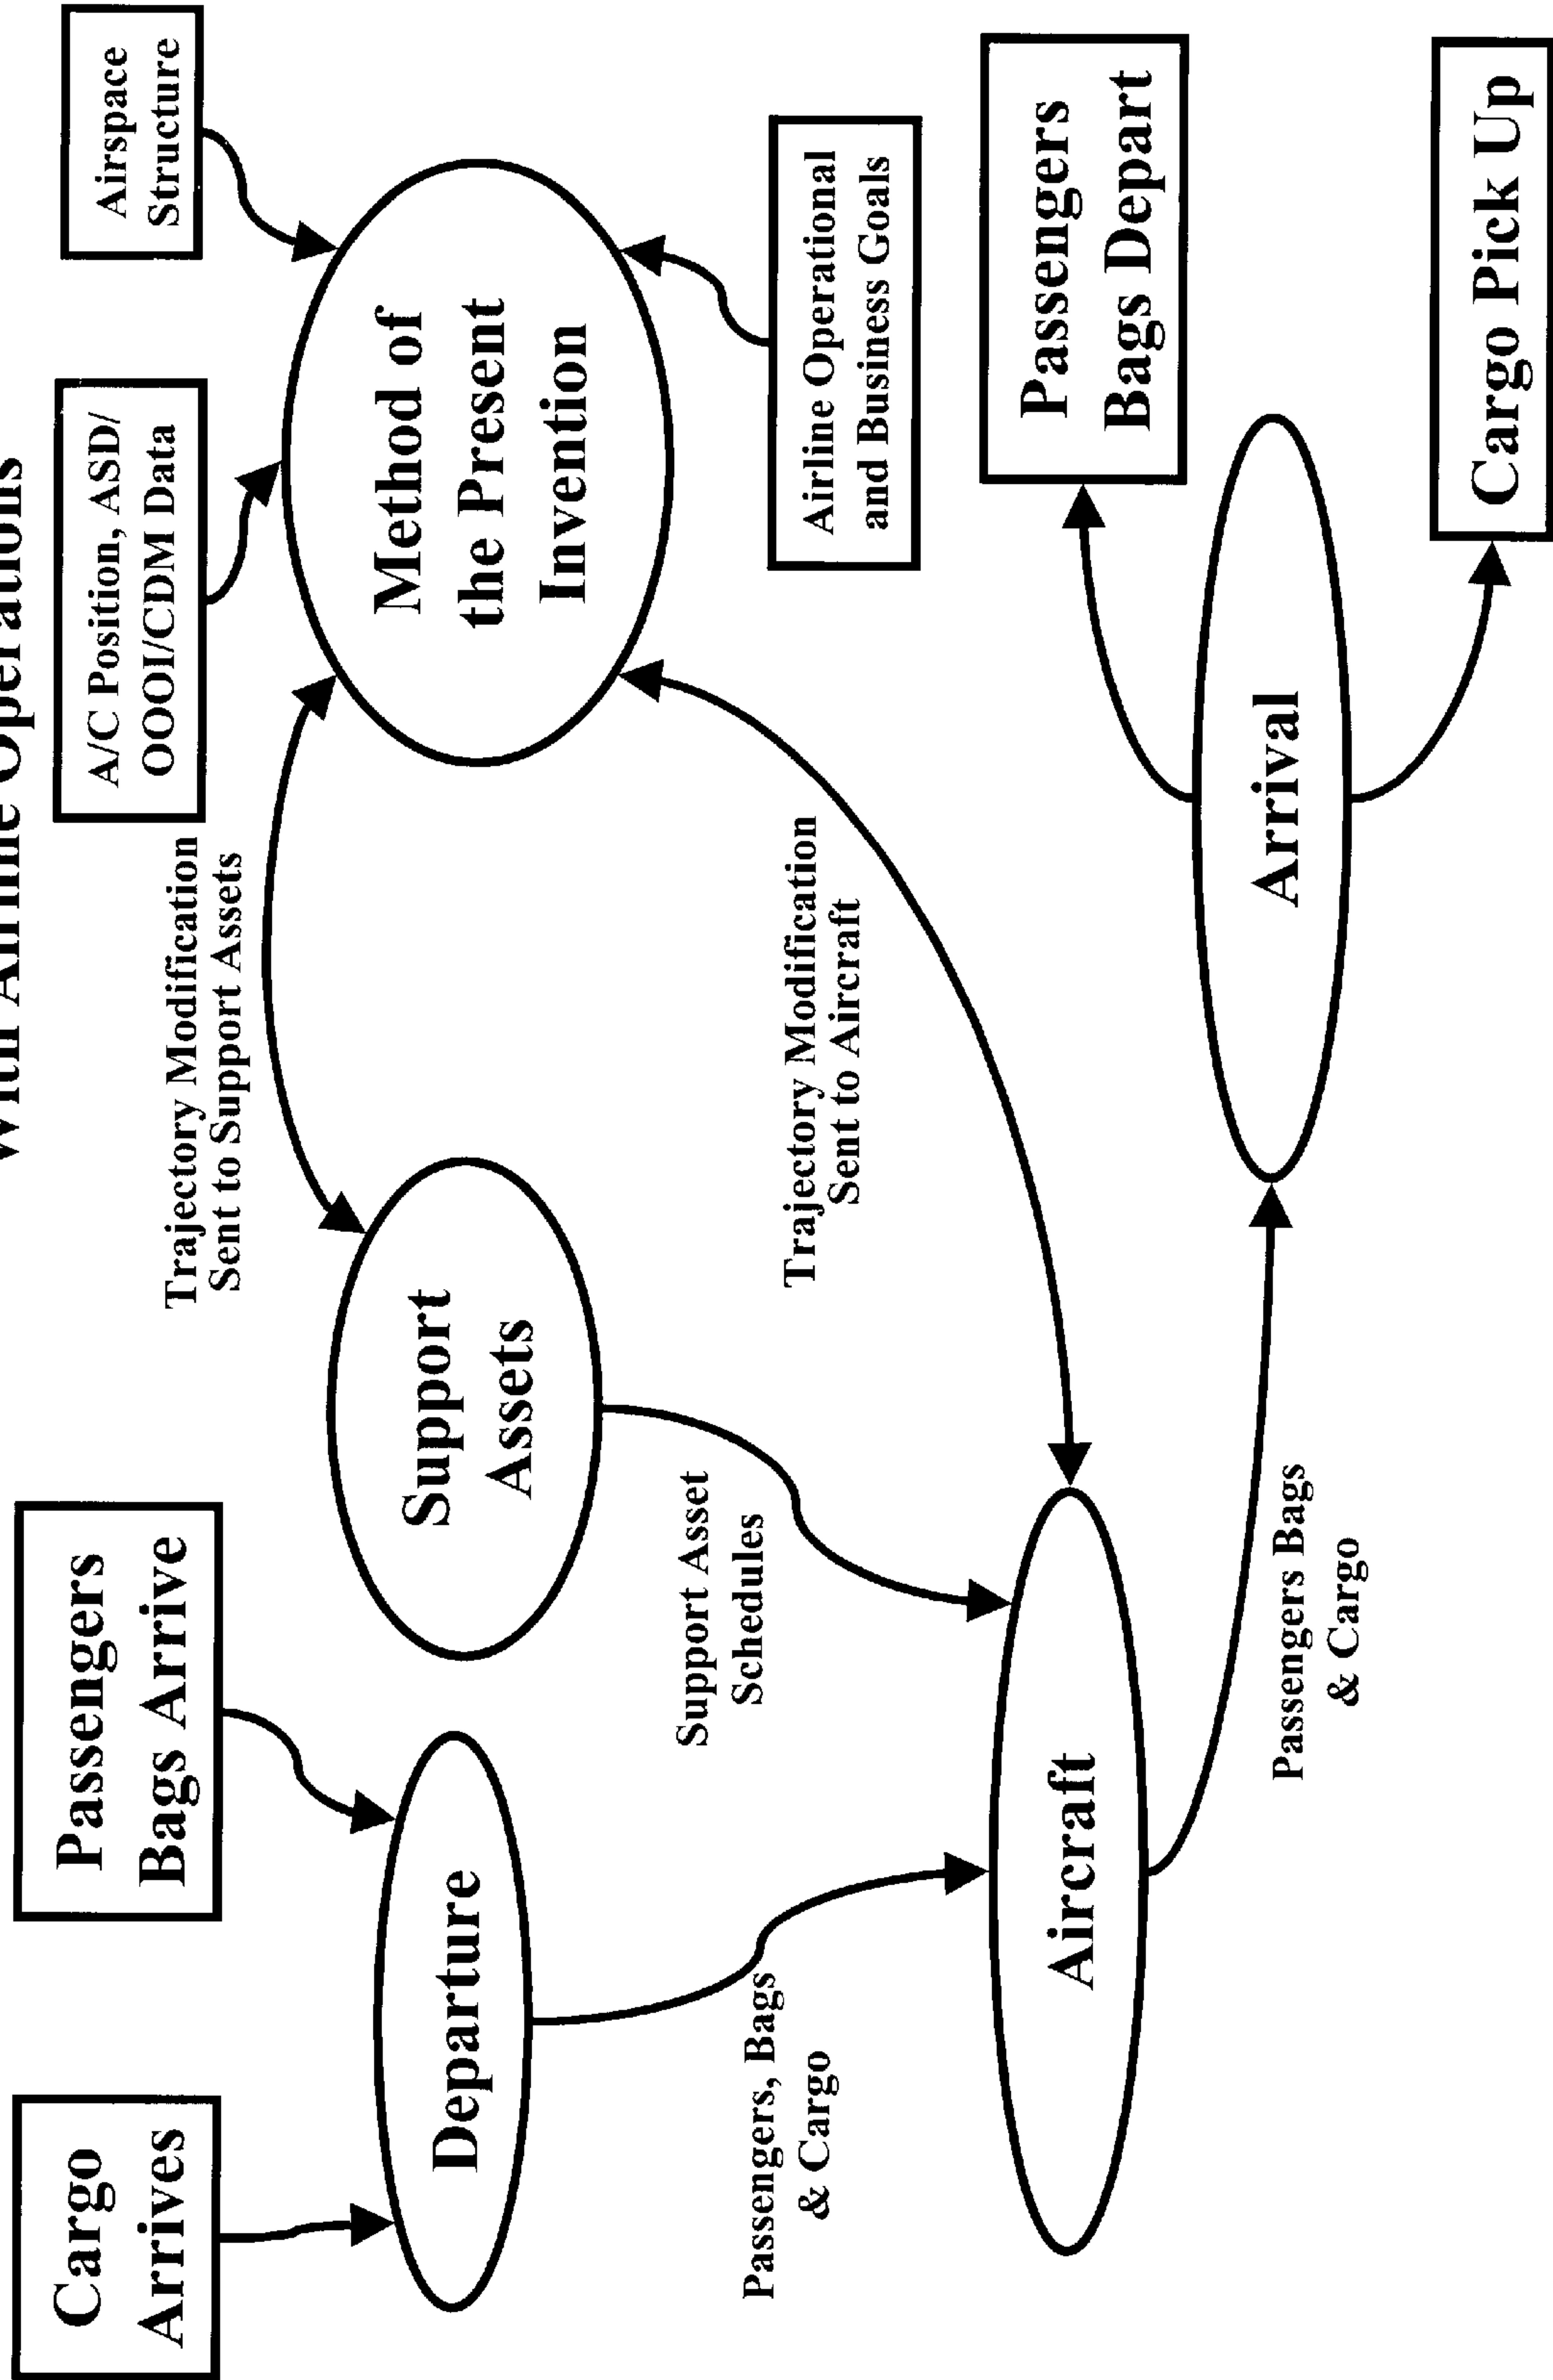 With Airline Operations
Cargo
Arrives
Passengers
Bags Arrive
A/C Position, ASD/
OOOI/CDM Data
Airspace
Structure
Trajectory Modification
Sent to Support Assets
Departure
Support
Assets
Method of
the Present
Invention
Support Asset
Schedules
Passengers, Bags
& Cargo
Trajectory Modification
Sent to Aircraft
Airline Operational
and Business Goals
Aircraft
Passengers
Bags Depart
Arrival
Passengers Bags
& Cargo
Cargo Pick Up